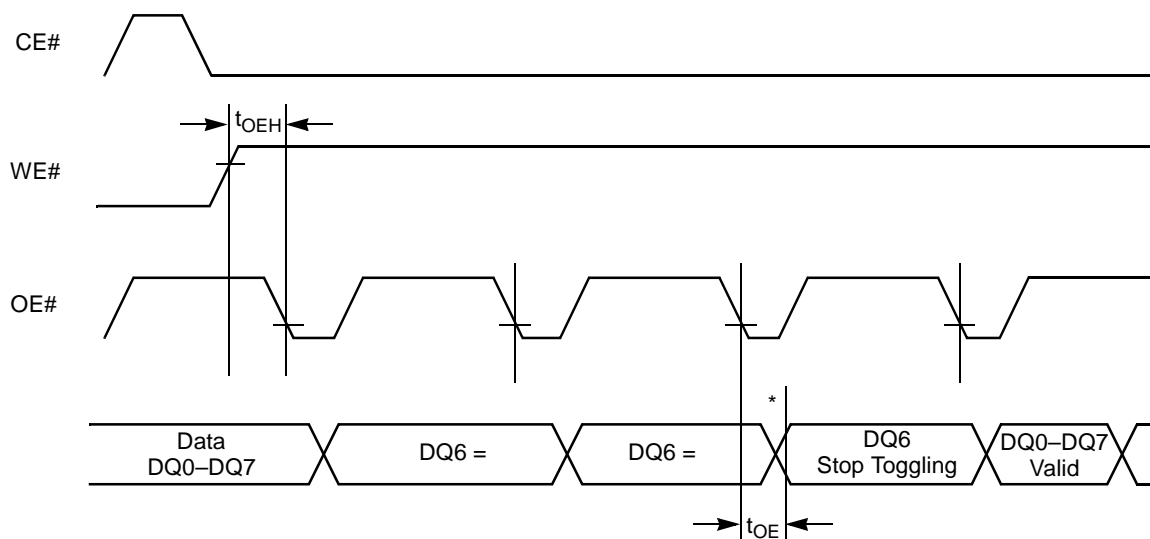 CE#
tOEH
WE#
OE#
*
Data
DQ0–DQ7
DQ6 =
DQ6 =
DQ6
Stop Toggling
DQ0–DQ7
Valid
tOE